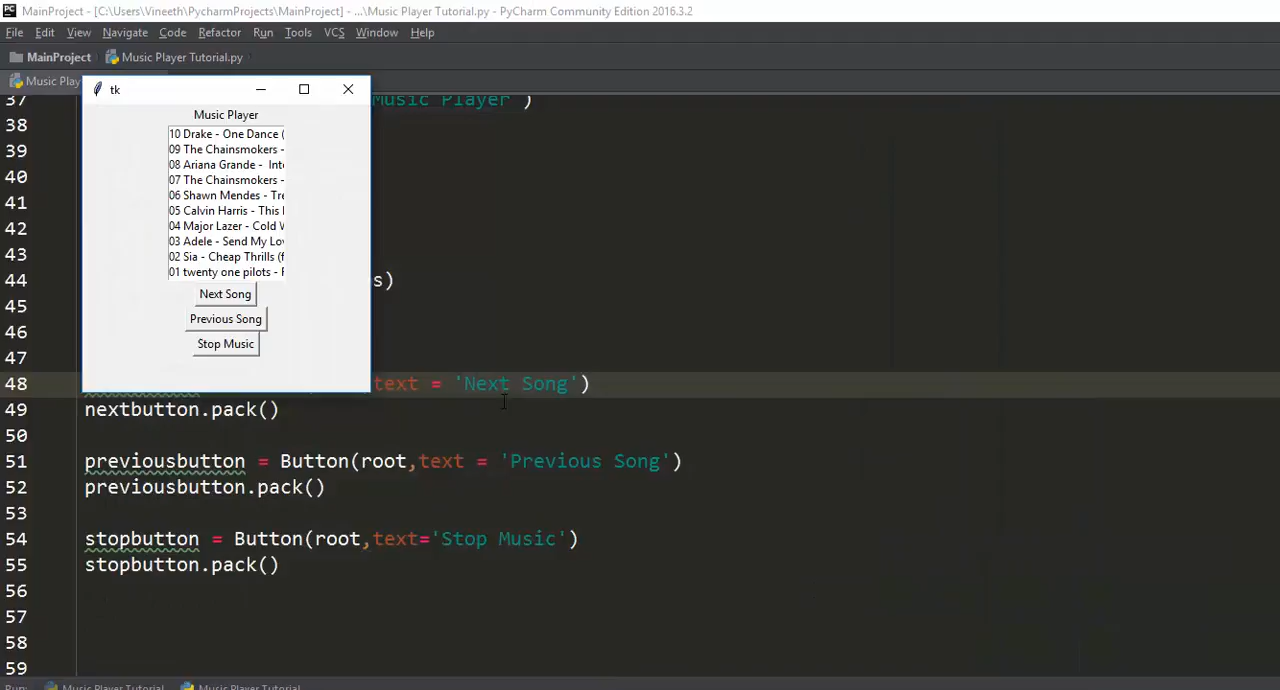 MainProject - [C:\Users\Vineeth\PycharmProjects\MainProject] - ...\Music Player Tutorial.py - PyCharm Community Edition 2016.3.2
File Edit View Navigate Code Refactor Run Tools VCS Window Help
MainProject Music Player Tutorial.py
Music Play
tk
Music Player
10 Drake - One Dance (
09 The Chainsmokers -
08 Ariana Grande - Int
07 The Chainsmokers -
06 Shawn Mendes - Tre
05 Calvin Harris - This
04 Major Lazer - Cold
03 Adele - Send My Lo
02 Sia - Cheap Thrills (f
01 twenty one pilots -
Next Song
Previous Song
Stop Music
37 Music Player')
38
39
40
41
42
43
44 s)
45
46
47
48 text = 'Next Song')
49 nextbutton.pack()
50
51 previousbutton = Button(root,text = 'Previous Song')
52 previousbutton.pack()
53
54 stopbutton = Button(root,text='Stop Music')
55 stopbutton.pack()
56
57
58
59
Run: Music Player Tutorial Music Player Tutorial